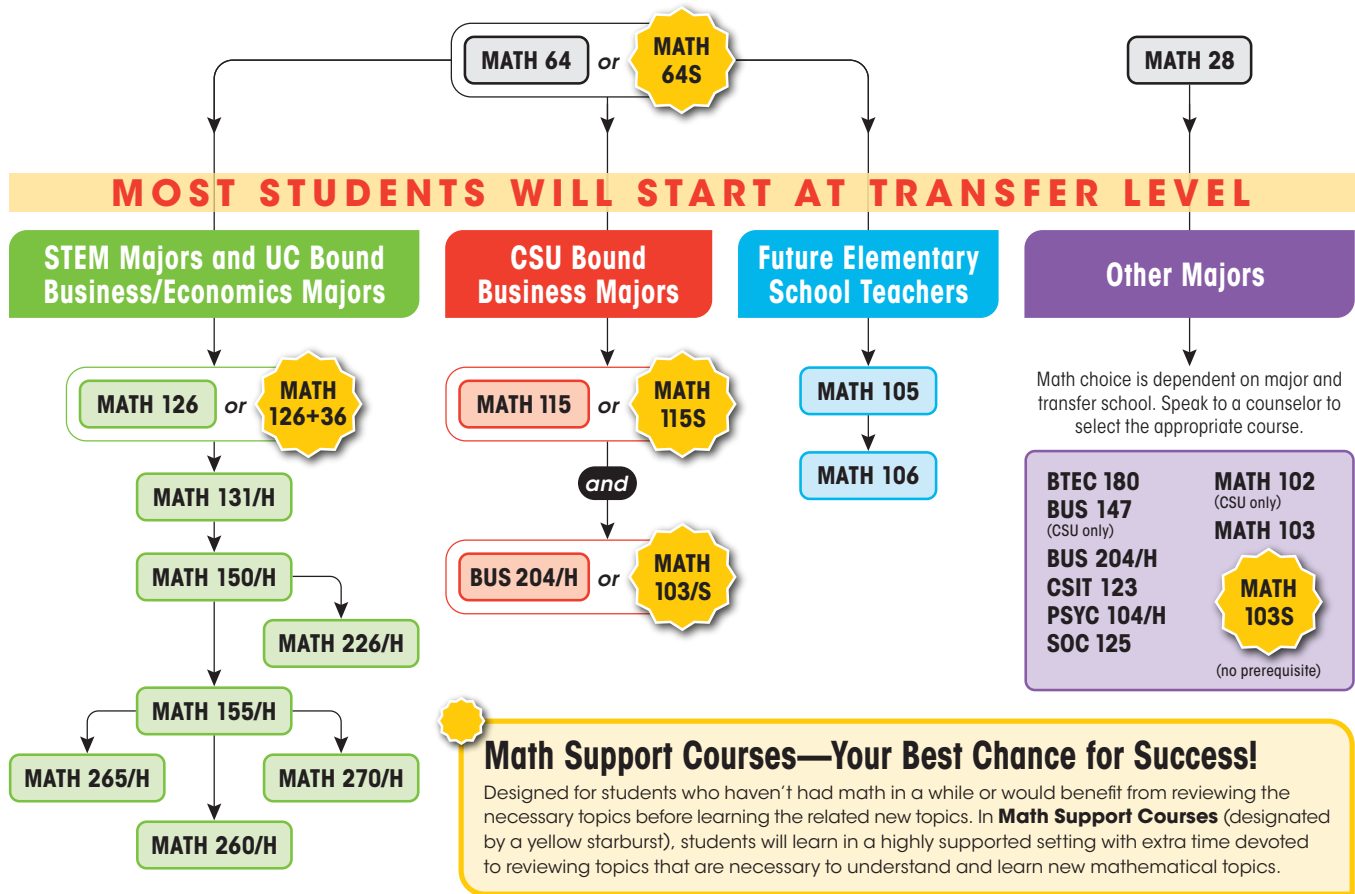 MATH 64
or
MATH
64S
MATH 28
MOST STUDENTS WILL START AT TRANSFER LEVEL
STEM Majors and UC Bound
Business/Economics Majors
MATH 126
or
MATH
126+36
MATH 131/H
MATH 150/H
MATH 226/H
MATH 155/H
MATH 265/H
MATH 270/H
MATH 260/H
CSU Bound
Business Majors
MATH 115
or
MATH
115S
and
BUS 204/H
or
MATH
103/S
Future Elementary
School Teachers
MATH 105
MATH 106
Other Majors
Math choice is dependent on major and
transfer school. Speak to a counselor to
select the appropriate course.
BTEC 180
BUS 147
(CSU only)
BUS 204/H
CSIT 123
PSYC 104/H
SOC 125
MATH 102
(CSU only)
MATH 103
MATH
103S
(no prerequisite)
Math Support Courses—Your Best Chance for Success!
Designed for students who haven't had math in a while or would benefit from reviewing the
necessary topics before learning the related new topics. In Math Support Courses (designated
by a yellow starburst), students will learn in a highly supported setting with extra time devoted
to reviewing topics that are necessary to understand and learn new mathematical topics.